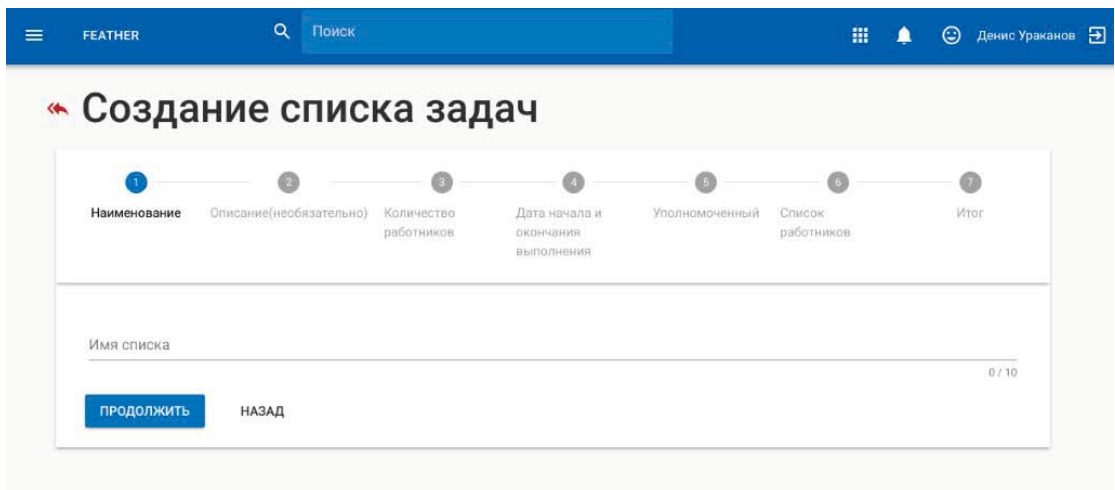 FEATHER Поиск Денис Ураканов
Создание списка задач
1 2 3 4 5 6 7
Наименование Описание(необязательно) Количество работников Дата начала и окончания выполнения Уполномоченный Список работников Итог
Имя списка
0 / 10
ПРОДОЛЖИТЬ НАЗАД